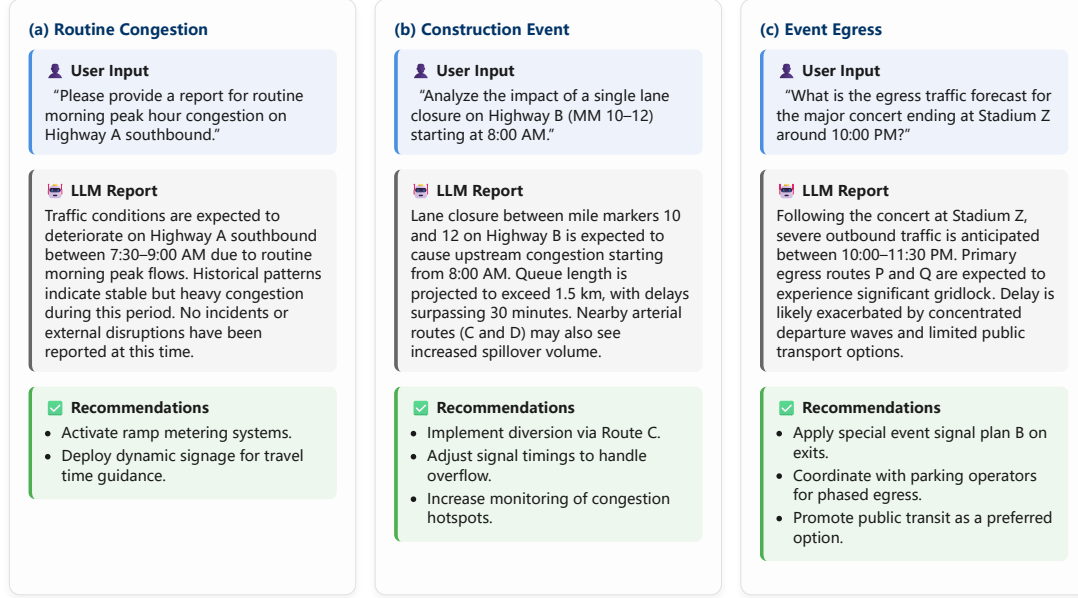 (a) Routine Congestion
User Input
“Please provide a report for routine
morning peak hour congestion on
Highway A southbound.”
LLM Report
Traffic conditions are expected to
deteriorate on Highway A southbound
between 7:30–9:00 AM due to routine
morning peak flows. Historical patterns
indicate stable but heavy congestion
during this period. No incidents or
external disruptions have been
reported at this time.
Recommendations
• Activate ramp metering systems.
• Deploy dynamic signage for travel
time guidance.
(b) Construction Event
User Input
“Analyze the impact of a single lane
closure on Highway B (MM 10–12)
starting at 8:00 AM.”
LLM Report
Lane closure between mile markers 10
and 12 on Highway B is expected to
cause upstream congestion starting
from 8:00 AM. Queue length is
projected to exceed 1.5 km, with delays
surpassing 30 minutes. Nearby arterial
routes (C and D) may also see
increased spillover volume.
Recommendations
• Implement diversion via Route C.
• Adjust signal timings to handle
overflow.
• Increase monitoring of congestion
hotspots.
(c) Event Egress
User Input
“What is the egress traffic forecast for
the major concert ending at Stadium Z
around 10:00 PM?”
LLM Report
Following the concert at Stadium Z,
severe outbound traffic is anticipated
between 10:00–11:30 PM. Primary
egress routes P and Q are expected to
experience significant gridlock. Delay is
likely exacerbated by concentrated
departure waves and limited public
transport options.
Recommendations
• Apply special event signal plan B on
exits.
• Coordinate with parking operators
for phased egress.
• Promote public transit as a preferred
option.